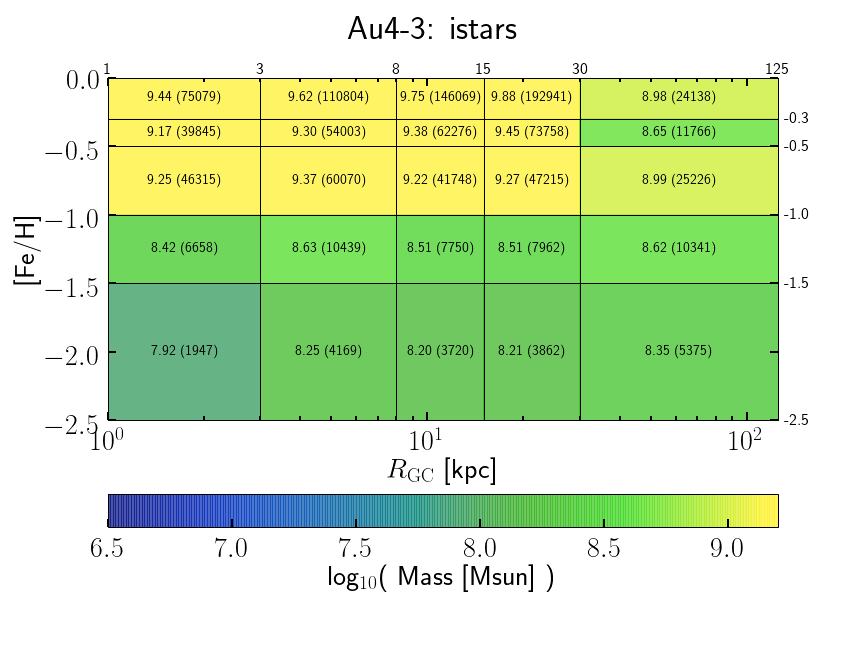 Au4-3: istars
1 3 8 15 30 125
0.0 9.44 (75079) 9.62 (110804) 9.75 (146069) 9.88 (192941) 8.98 (24138)
-0.3
9.17 (39845) 9.30 (54003) 9.38 (62276) 9.45 (73758) 8.65 (11766)
−0.5 -0.5
9.25 (46315) 9.37 (60070) 9.22 (41748) 9.27 (47215) 8.99 (25226)
−1.0 -1.0
[Fe/H]
8.42 (6658) 8.63 (10439) 8.51 (7750) 8.51 (7962) 8.62 (10341)
−1.5 -1.5
−2.0 7.92 (1947) 8.25 (4169) 8.20 (3720) 8.21 (3862) 8.35 (5375)
−2.5 -2.5
10⁰ 10¹ 10²
R_GC [kpc]
6.5 7.0 7.5 8.0 8.5 9.0
log₁₀( Mass [Msun] )